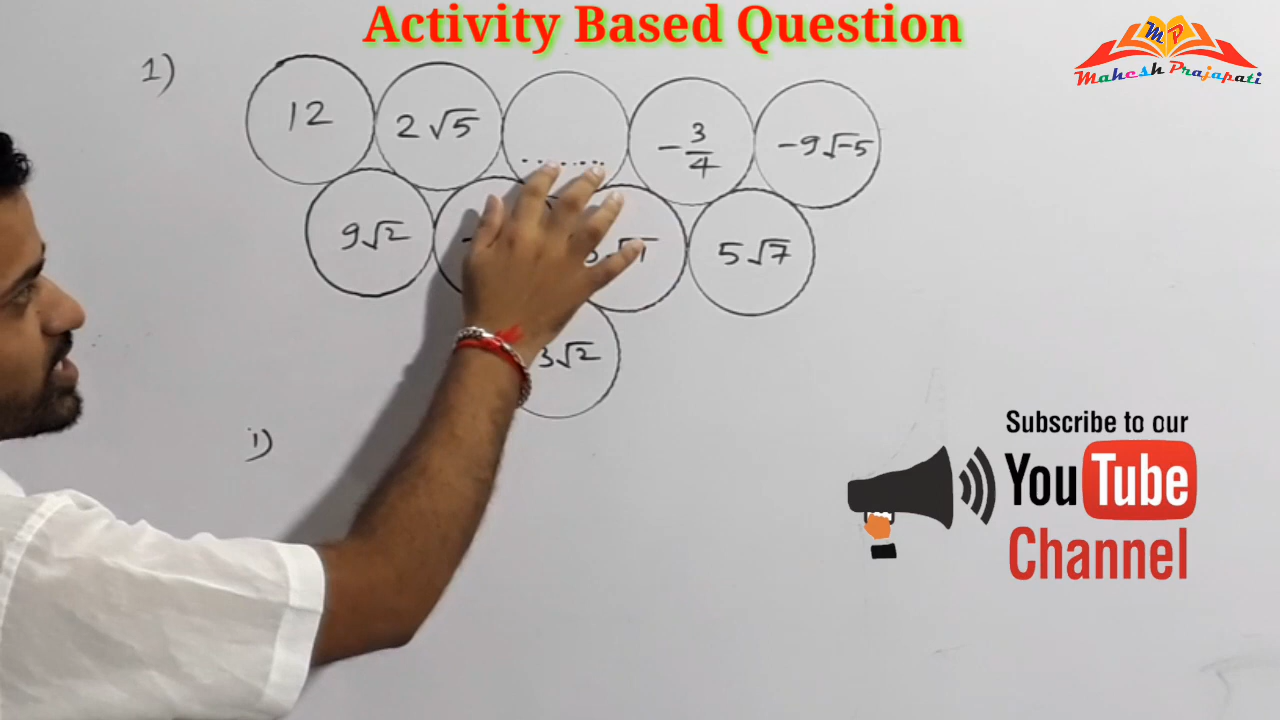 Activity Based Question
MP
Mahesh Prajapati
1)
12
2√5
........
-3/4
-9√-5
9√2
5√7
3√2
i)
Subscribe to our
YouTube
Channel